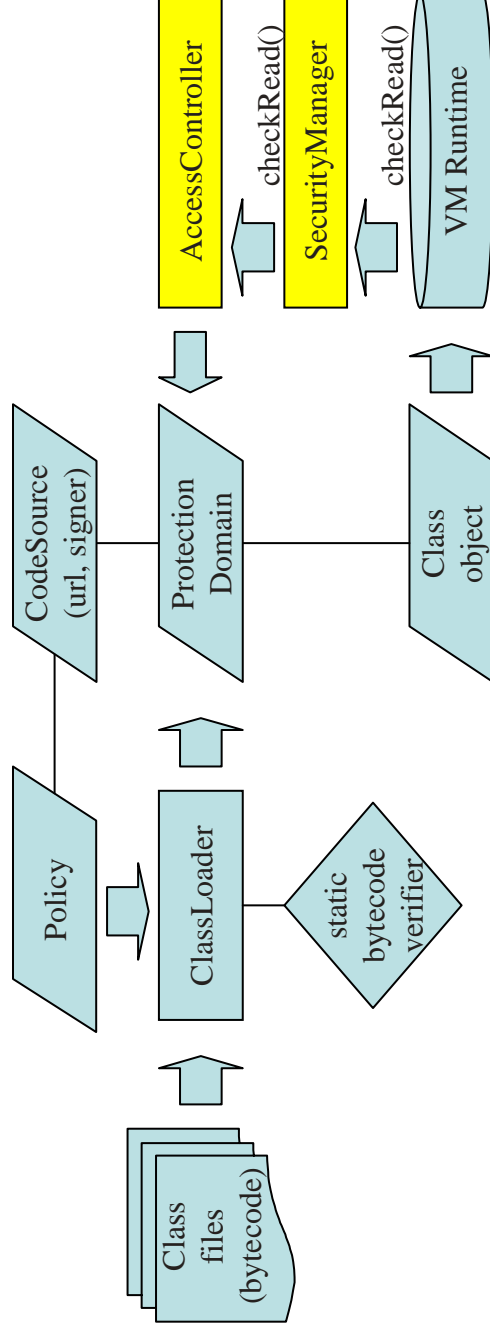 Policy
CodeSource
(url, signer)
Class
files
(bytecode)
ClassLoader
Protection
Domain
AccessController
checkRead()
static
bytecode
verifier
SecurityManager
checkRead()
Class
object
VM Runtime